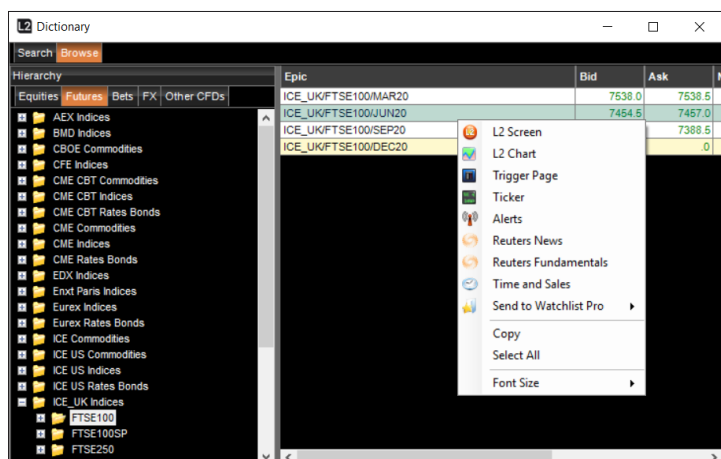 L2 Dictionary
Search Browse
Hierarchy
Equities Futures Bets FX Other CFDs
AEX Indices
BMD Indices
CBOE Commodities
CFE Indices
CME CBT Commodities
CME CBT Indices
CME CBT Rates Bonds
CME Commodities
CME Indices
CME Rates Bonds
EDX Indices
Enxt Paris Indices
Eurex Indices
Eurex Rates Bonds
ICE Commodities
ICE US Commodities
ICE US Indices
ICE US Rates Bonds
ICE_UK Indices
FTSE100
FTSE100SP
FTSE250
Epic Bid Ask
ICE_UK/FTSE100/MAR20 7538.0 7538.5
ICE_UK/FTSE100/JUN20 7454.5 7457.0
ICE_UK/FTSE100/SEP20 7388.5
ICE_UK/FTSE100/DEC20 .0
L2 Screen
L2 Chart
Trigger Page
Ticker
Alerts
Reuters News
Reuters Fundamentals
Time and Sales
Send to Watchlist Pro
Copy
Select All
Font Size